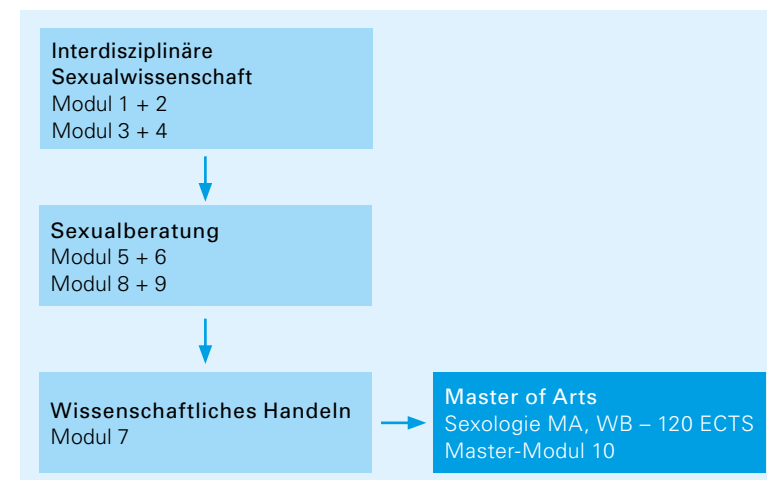 Interdisziplinäre
Sexualwissenschaft
Modul 1 + 2
Modul 3 + 4
Sexualberatung
Modul 5 + 6
Modul 8 + 9
Wissenschaftliches Handeln
Modul 7
Master of Arts
Sexologie MA, WB – 120 ECTS
Master-Modul 10